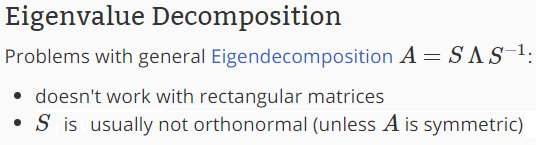 Eigenvalue Decomposition
Problems with general Eigendecomposition A = S Λ S⁻¹:
• doesn't work with rectangular matrices
• S is usually not orthonormal (unless A is symmetric)